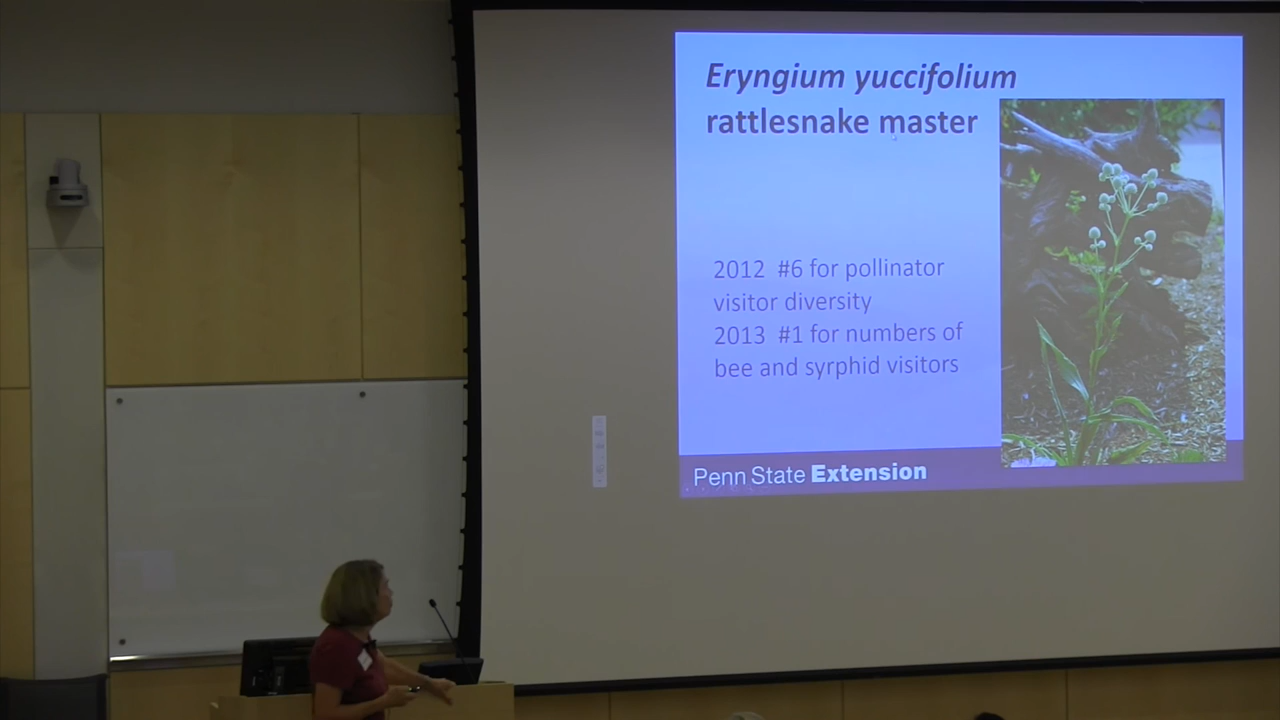 Eryngium yuccifolium
rattlesnake master
2012 #6 for pollinator
visitor diversity
2013 #1 for numbers of
bee and syrphid visitors
Penn State Extension